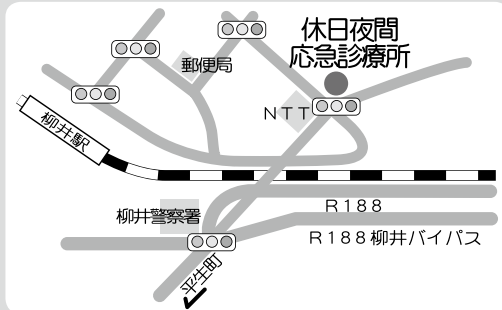 休日夜間
応急診療所
郵便局
NTT
柳井駅
R188
柳井警察署
R188柳井バイパス
平生町